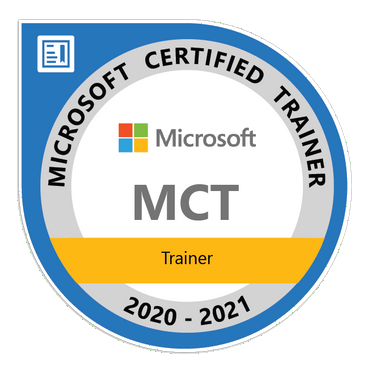 MICROSOFT CERTIFIED TRAINER
Microsoft
MCT
Trainer
2020 - 2021